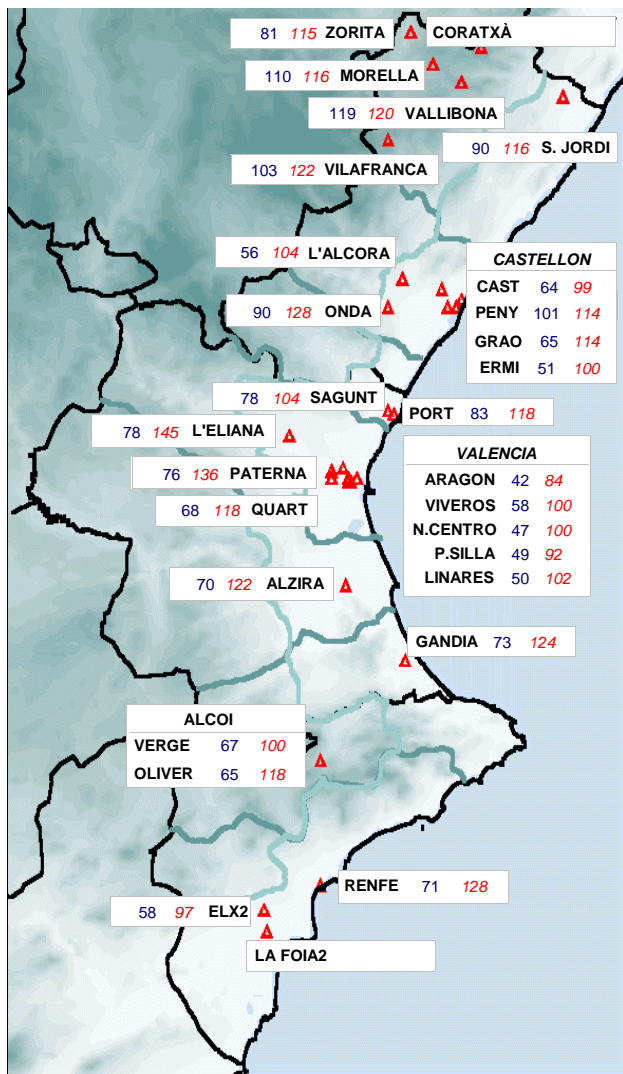 81 115 ZORITA
CORATXÀ
110 116 MORELLA
119 120 VALLIBONA
90 116 S. JORDI
103 122 VILAFRANCA
56 104 L'ALCORA
90 128 ONDA
CASTELLON
CAST 64 99
PENY 101 114
GRAO 65 114
ERMI 51 100
78 104 SAGUNT
PORT 83 118
78 145 L'ELIANA
76 136 PATERNA
68 118 QUART
VALENCIA
ARAGON 42 84
VIVEROS 58 100
N.CENTRO 47 100
P.SILLA 49 92
LINARES 50 102
70 122 ALZIRA
GANDIA 73 124
ALCOI
VERGE 67 100
OLIVER 65 118
RENFE 71 128
58 97 ELX2
LA FOIA2